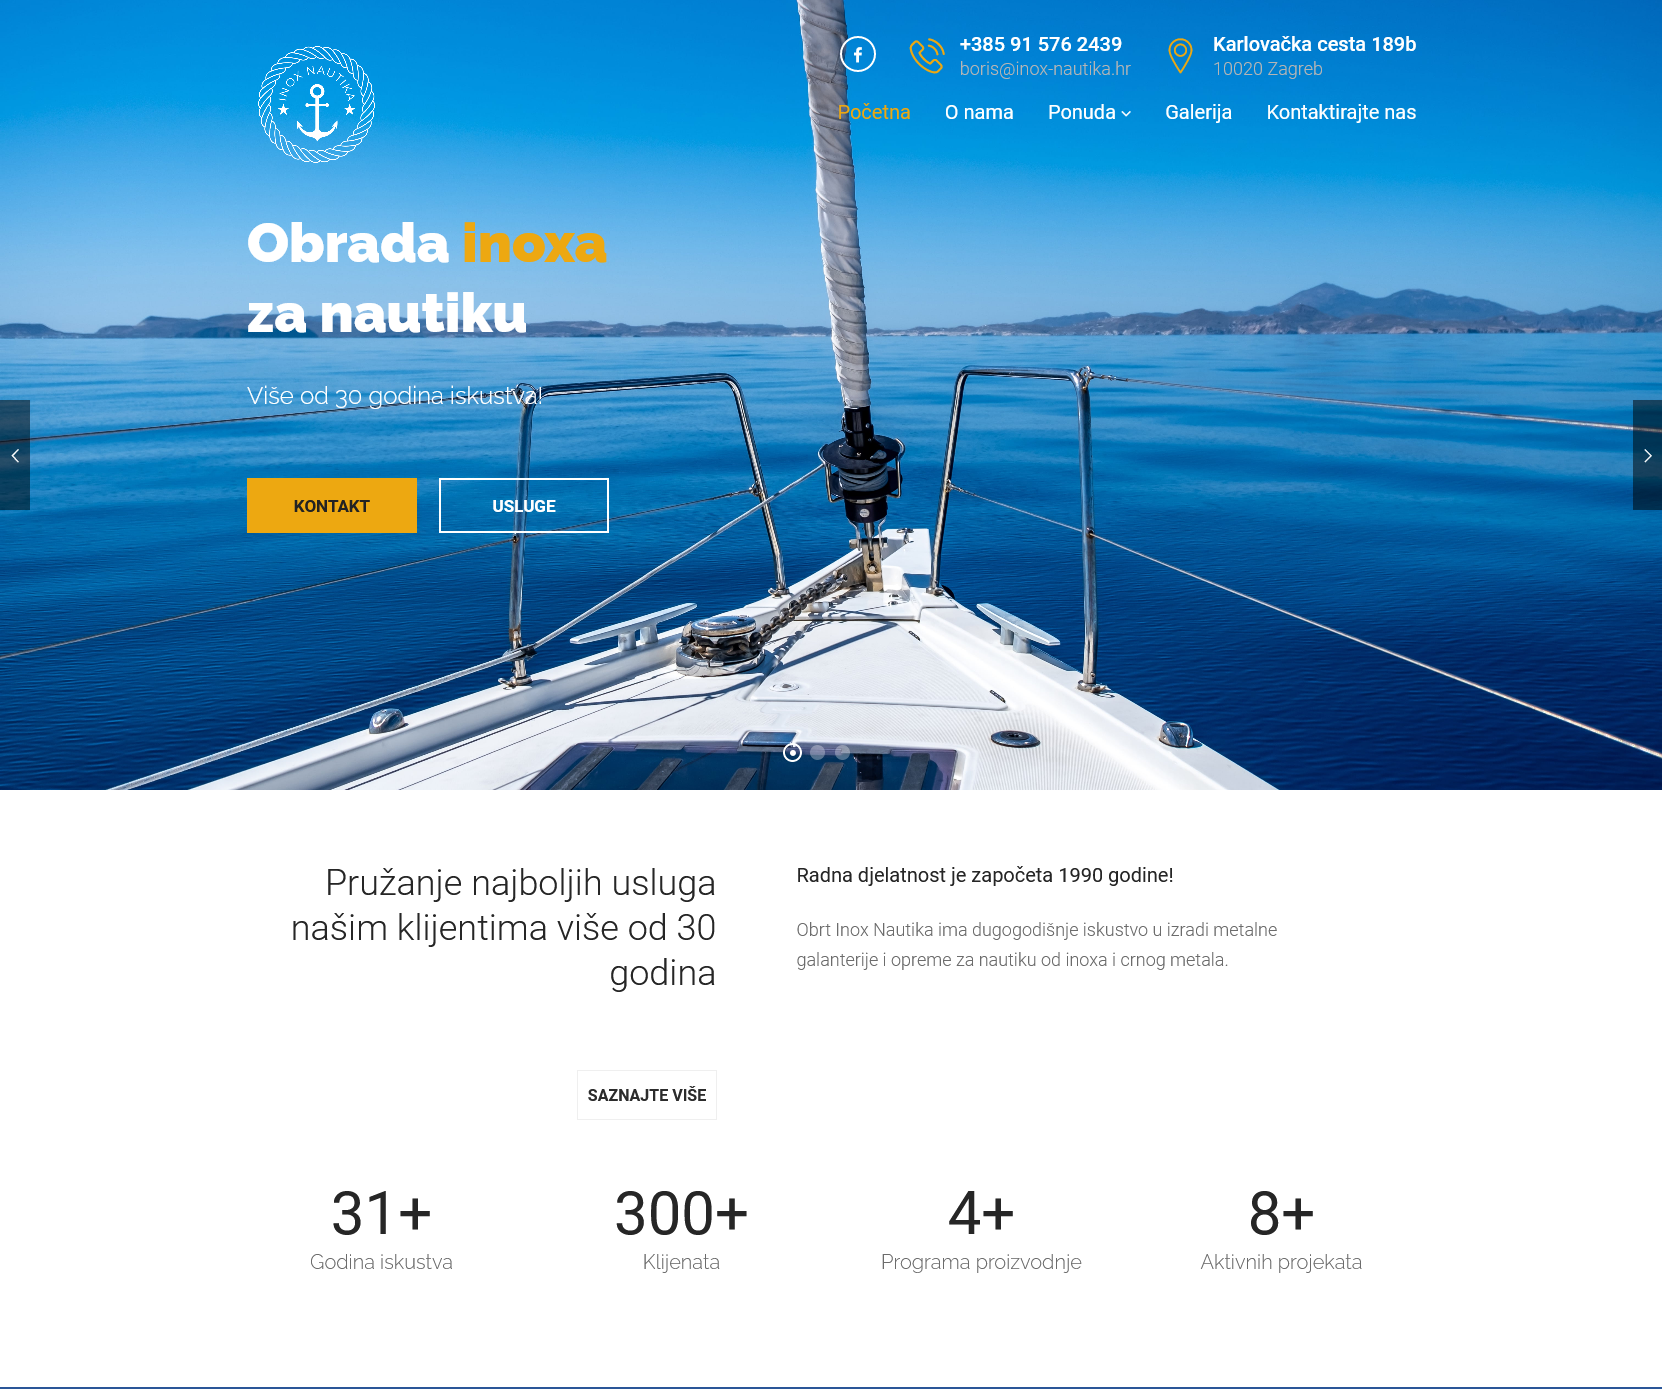 INOX NAUTIKA
+385 91 576 2439
boris@inox-nautika.hr
Karlovačka cesta 189b
10020 Zagreb
Početna
O nama
Ponuda
Galerija
Kontaktirajte nas
Obrada inoxa
za nautiku
Više od 30 godina iskustva!
KONTAKT
USLUGE
Pružanje najboljih usluga
našim klijentima više od 30
godina
SAZNAJTE VIŠE
Radna djelatnost je započeta 1990 godine!
Obrt Inox Nautika ima dugogodišnje iskustvo u izradi metalne
galanterije i opreme za nautiku od inoxa i crnog metala.
31+
Godina iskustva
300+
Klijenata
4+
Programa proizvodnje
8+
Aktivnih projekata